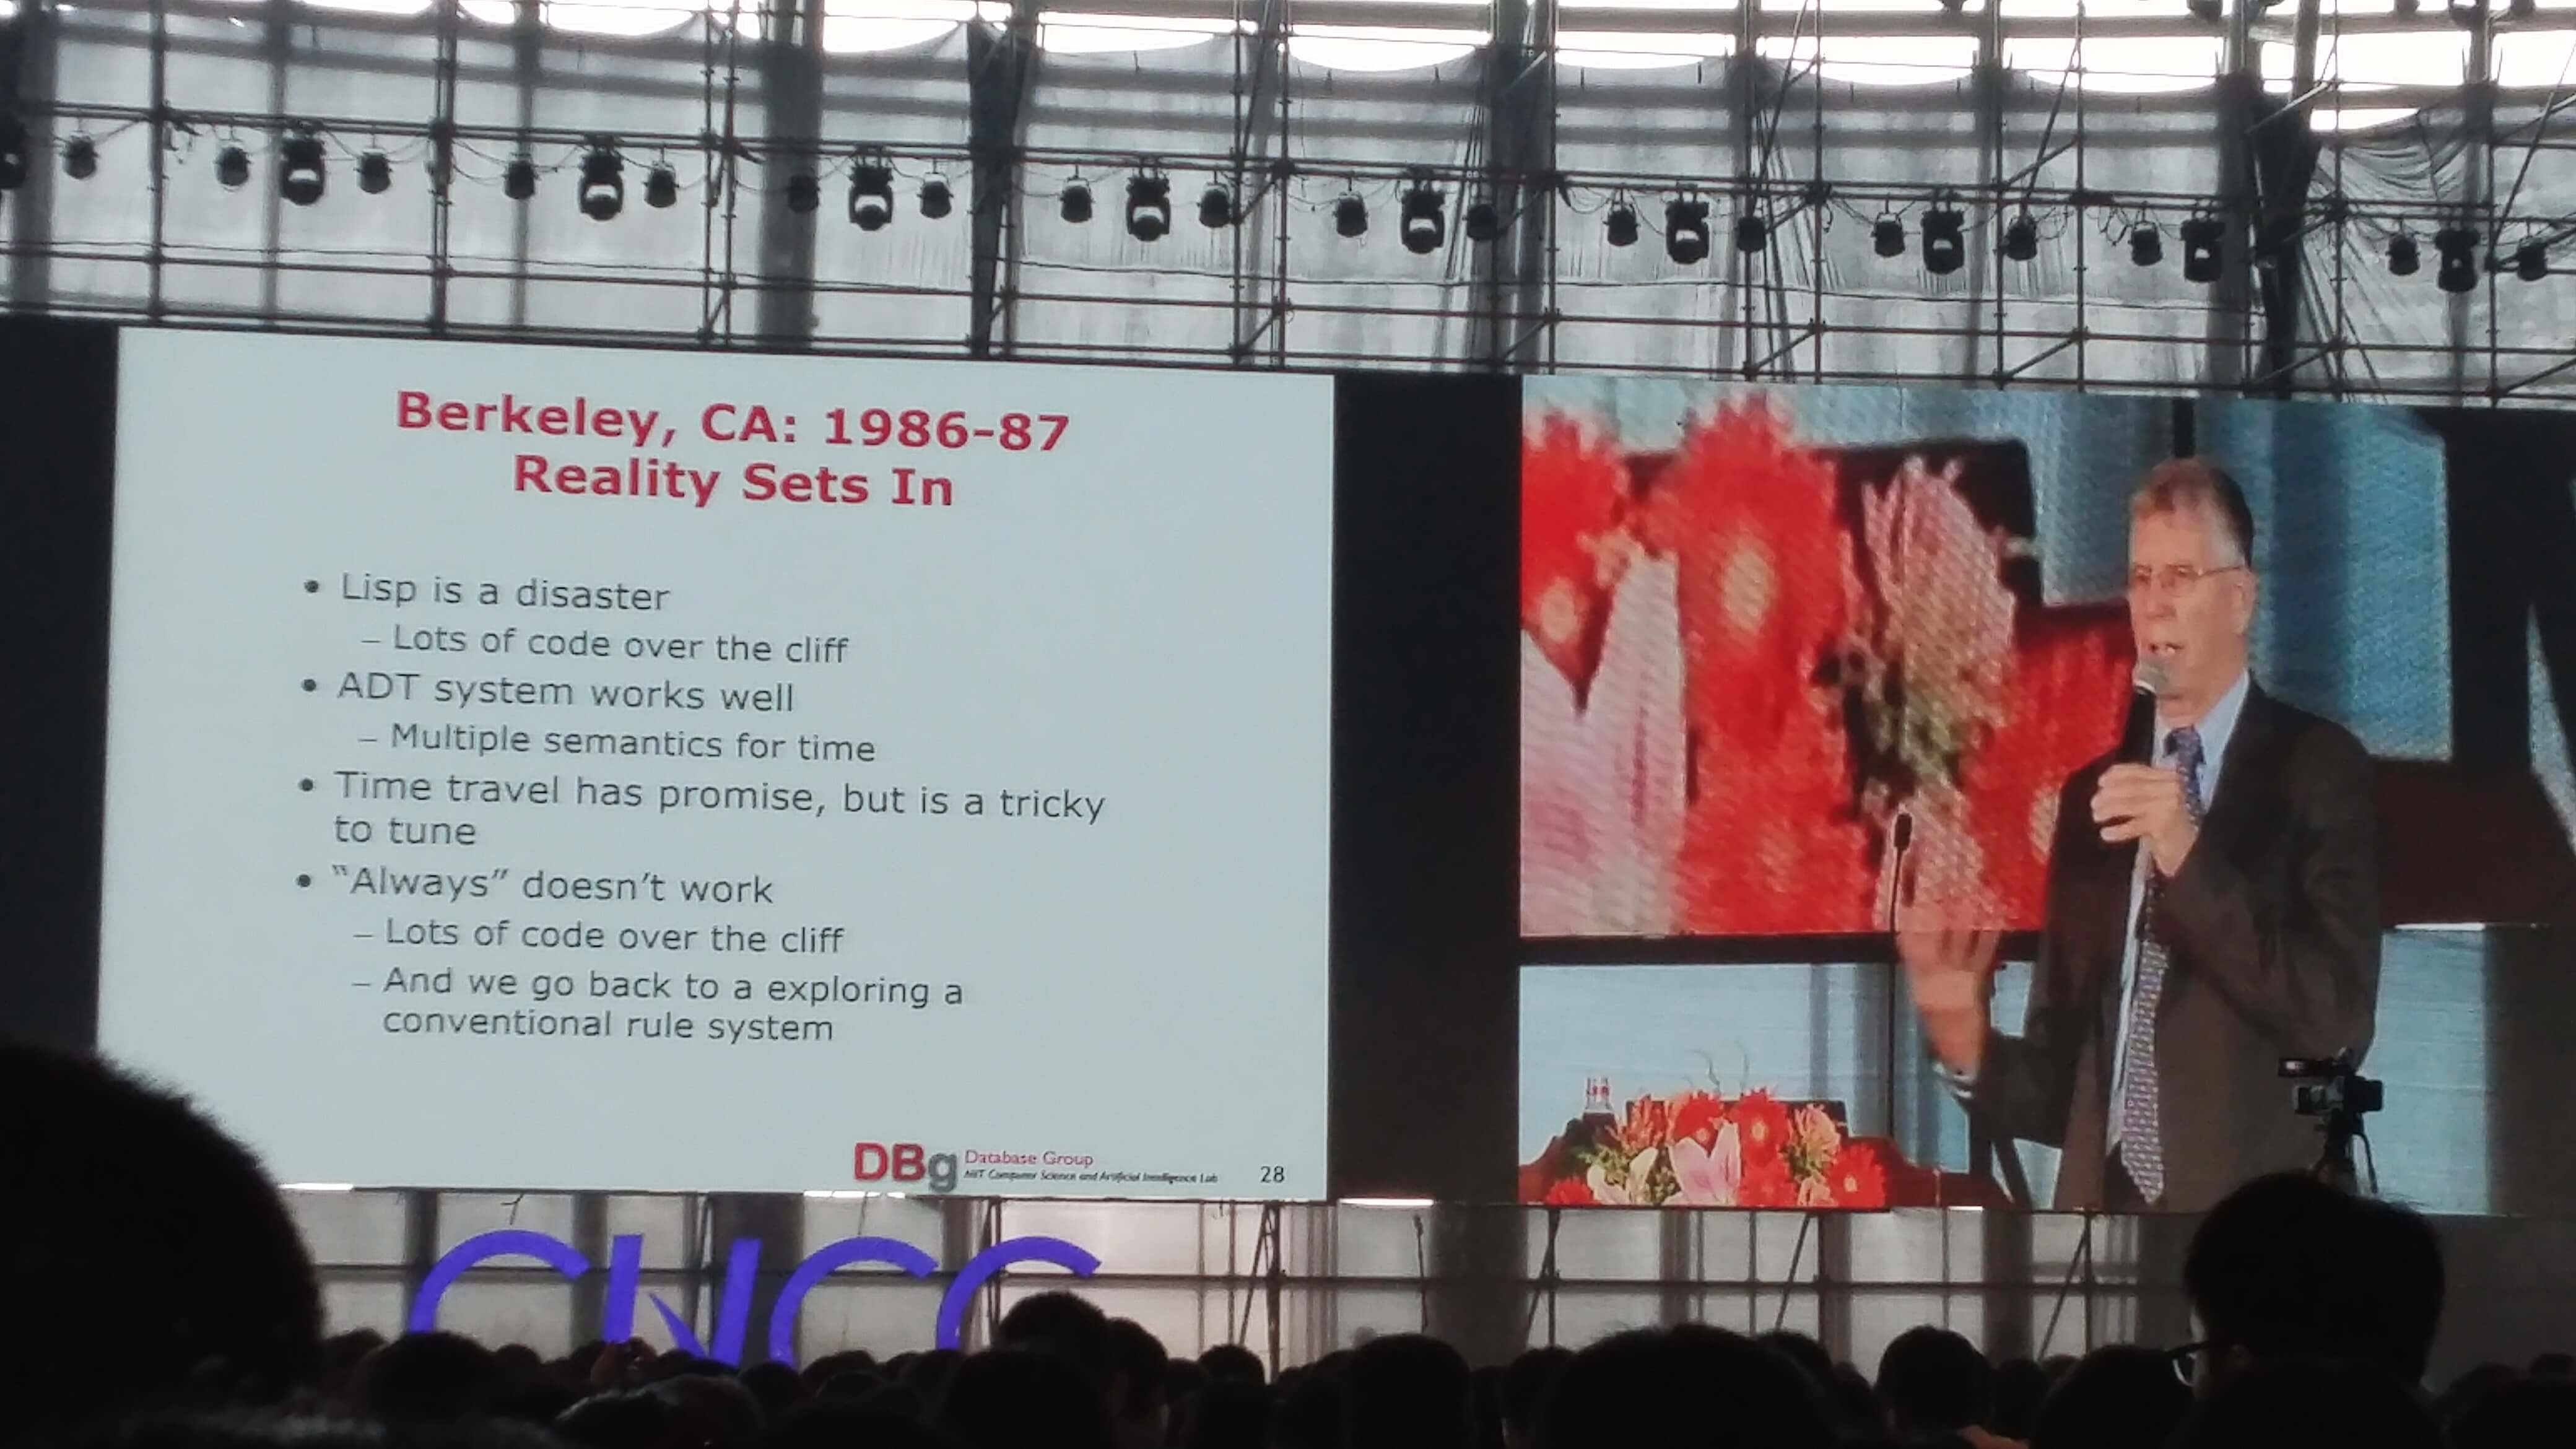 Berkeley, CA: 1986-87
Reality Sets In
• Lisp is a disaster
– Lots of code over the cliff
• ADT system works well
– Multiple semantics for time
• Time travel has promise, but is a tricky
to tune
• “Always” doesn’t work
– Lots of code over the cliff
– And we go back to a exploring a
conventional rule system
DBg Database Group
MIT Computer Science and Artificial Intelligence Lab
28
CNCC